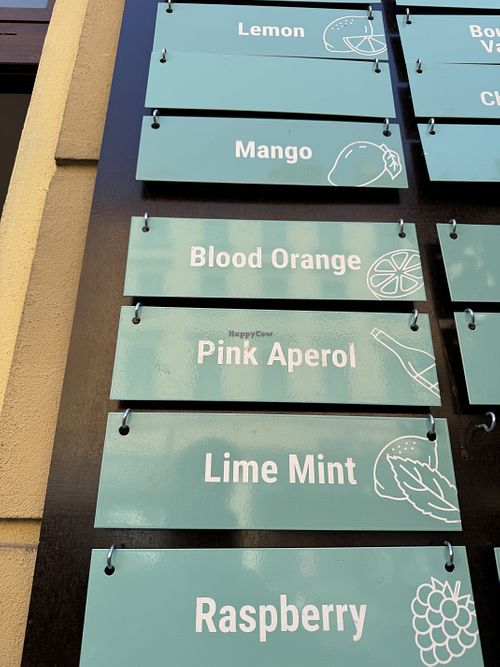 Lemon
Mango
Blood Orange
HappyCow
Pink Aperol
Lime Mint
Raspberry